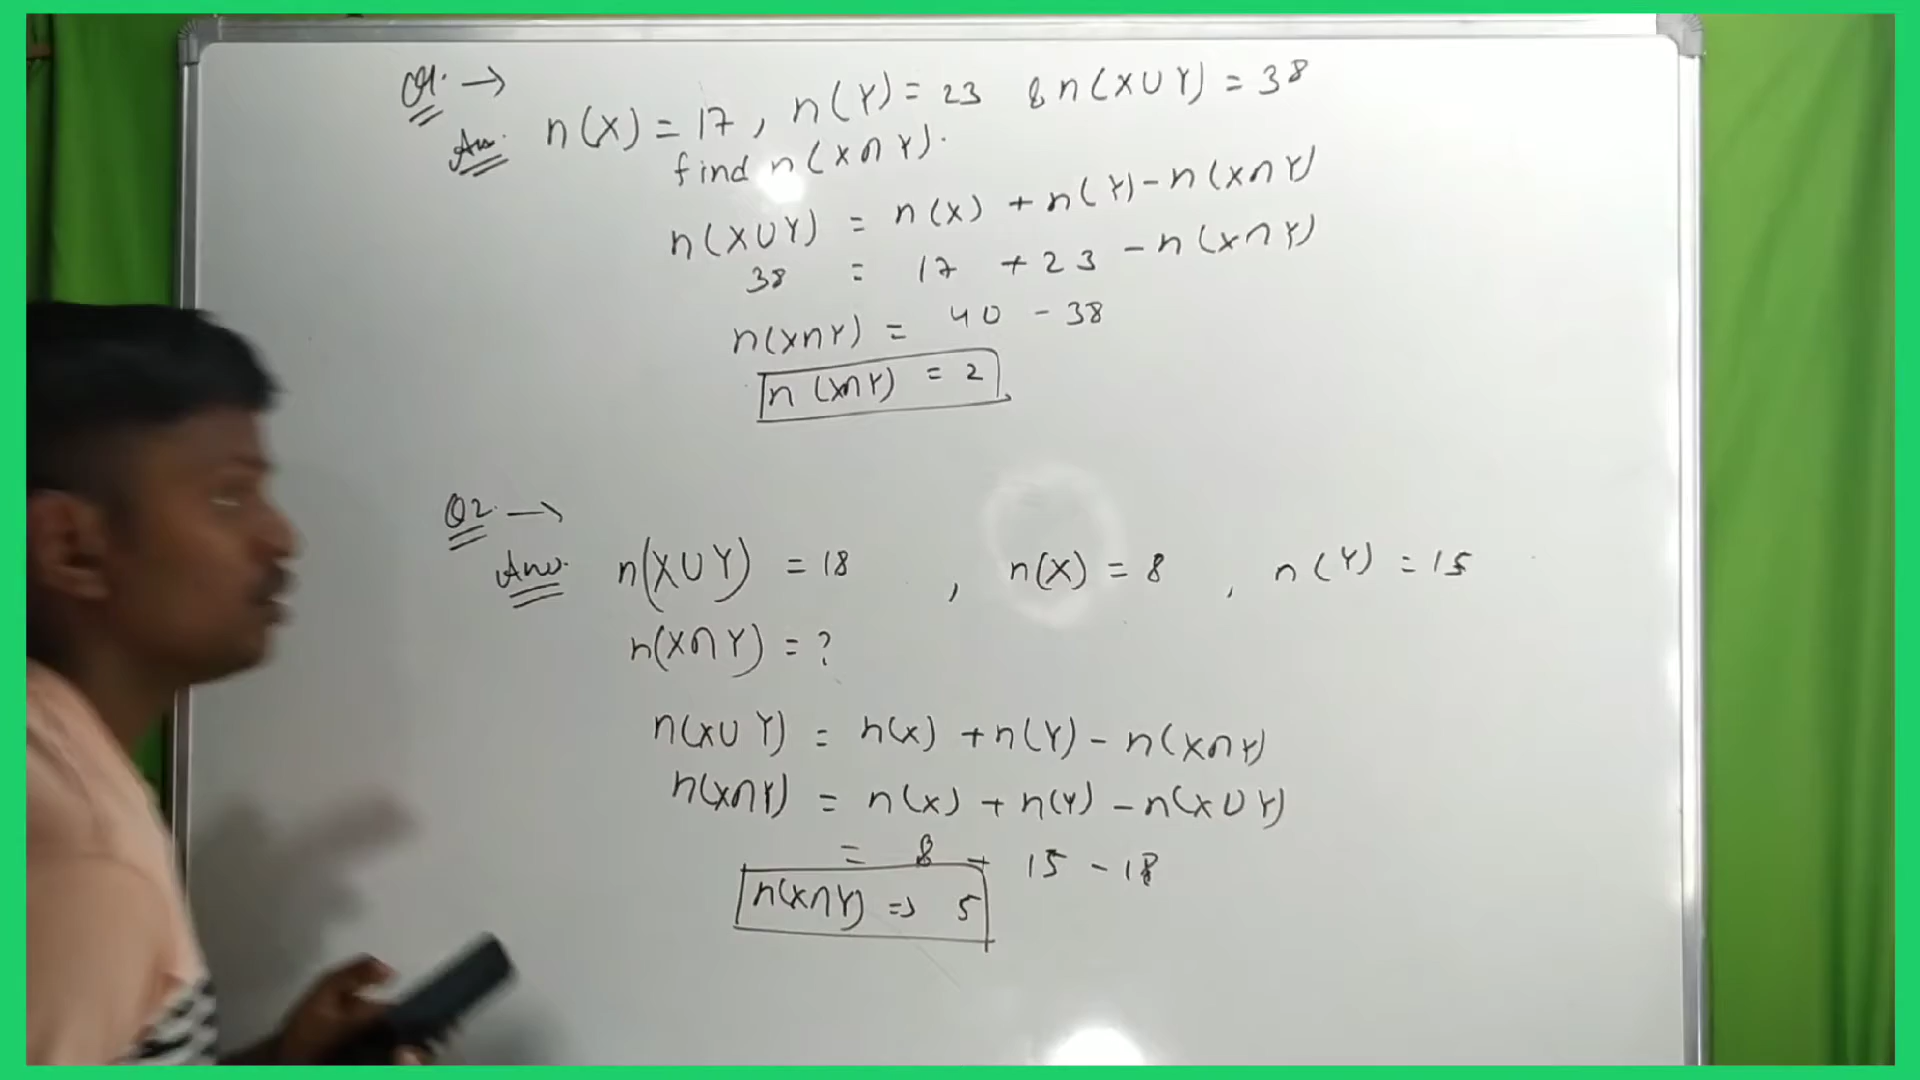 Q1. →
Ans. n(X) = 17, n(Y) = 23 & n(X∪Y) = 38
find n(X∩Y).
n(X∪Y) = n(X) + n(Y) - n(X∩Y)
38 = 17 + 23 - n(X∩Y)
n(X∩Y) = 40 - 38
n(X∩Y) = 2
Q2. →
Ans. n(X∪Y) = 18 , n(X) = 8 , n(Y) = 15
n(X∩Y) = ?
n(X∪Y) = n(X) + n(Y) - n(X∩Y)
n(X∩Y) = n(X) + n(Y) - n(X∪Y)
= 8 + 15 - 18
n(X∩Y) => 5